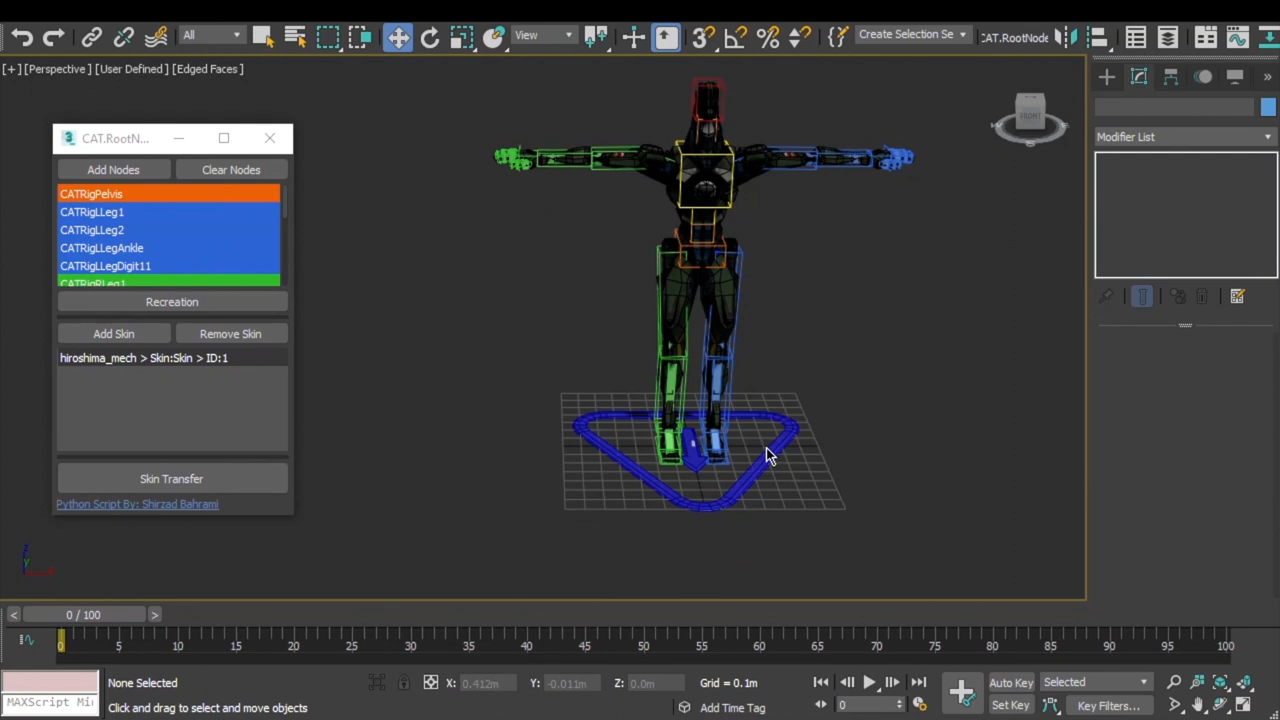 All
View
3
Create Selection Se
CAT.RootNode
[+] [Perspective] [User Defined] [Edged Faces]
3 CAT.RootN...
Add Nodes
Clear Nodes
CATRigPelvis
CATRigLLeg1
CATRigLLeg2
CATRigLLegAnkle
CATRigLLegDigit11
CATRigRLeg1
Recreation
Add Skin
Remove Skin
hiroshima_mech > Skin:Skin > ID:1
Skin Transfer
Python Script By: Shirzad Bahrami
FRONT
Modifier List
z
y
< 0 / 100 >
0 5 10 15 20 25 30 35 40 45 50 55 60 65 70 75 80 85 90 95 100
None Selected
X: 0.412m Y: -0.011m Z: 0.0m
Grid = 0.1m
Auto Key
Selected
MAXScript Mi
Click and drag to select and move objects
Add Time Tag
0
Set Key
Key Filters...